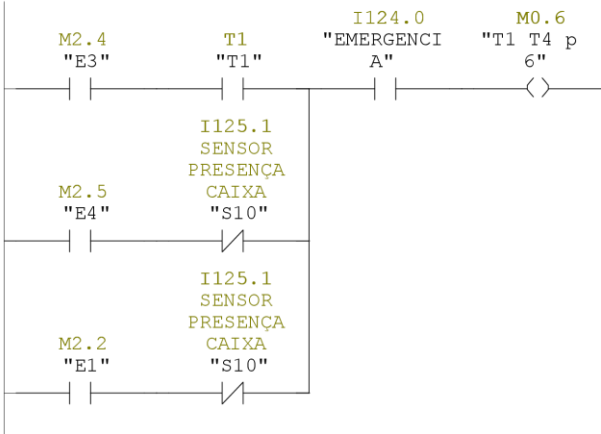 I124.0
M0.6
M2.4
T1
"EMERGENCI
"T1 T4 p
"E3"
"T1"
A"
6"
I125.1
SENSOR
PRESENÇA
M2.5
CAIXA
"E4"
"S10"
I125.1
SENSOR
PRESENÇA
M2.2
CAIXA
"E1"
"S10"